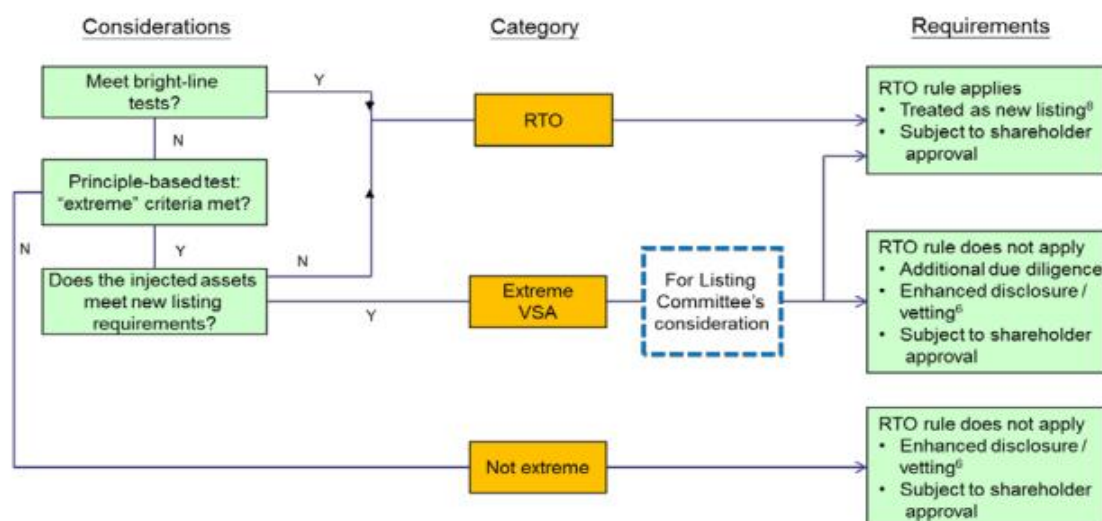 Considerations
Category
Requirements
Meet bright-line
tests?
Y
N
Principle-based test:
“extreme” criteria met?
N
Y
Does the injected assets
meet new listing
requirements?
N
Y
RTO
Extreme
VSA
For Listing
Committee’s
consideration
Not extreme
RTO rule applies
• Treated as new listing8
• Subject to shareholder
approval
RTO rule does not apply
• Additional due diligence
• Enhanced disclosure /
vetting6
• Subject to shareholder
approval
RTO rule does not apply
• Enhanced disclosure /
vetting6
• Subject to shareholder
approval